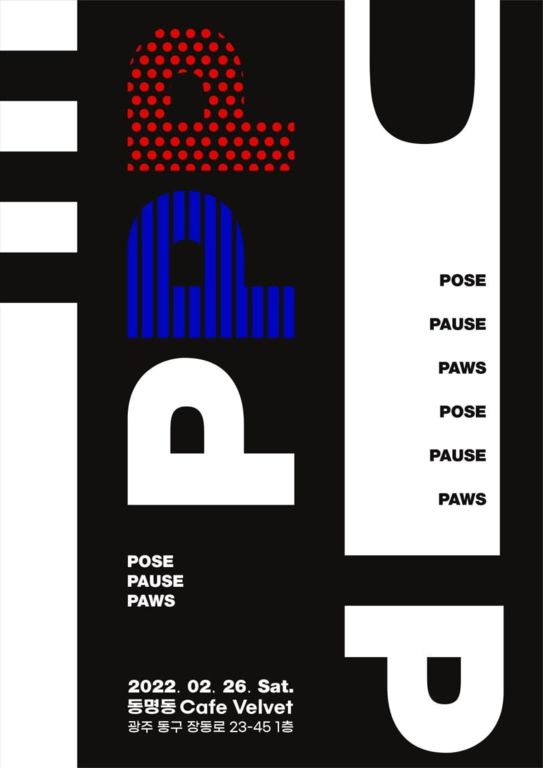 P
P
P
POSE
PAUSE
PAWS
POSE
PAUSE
PAWS
POSE
PAUSE
PAWS
2022. 02. 26. Sat.
동명동 Cafe Velvet
광주 동구 장동로 23-45 1층
P